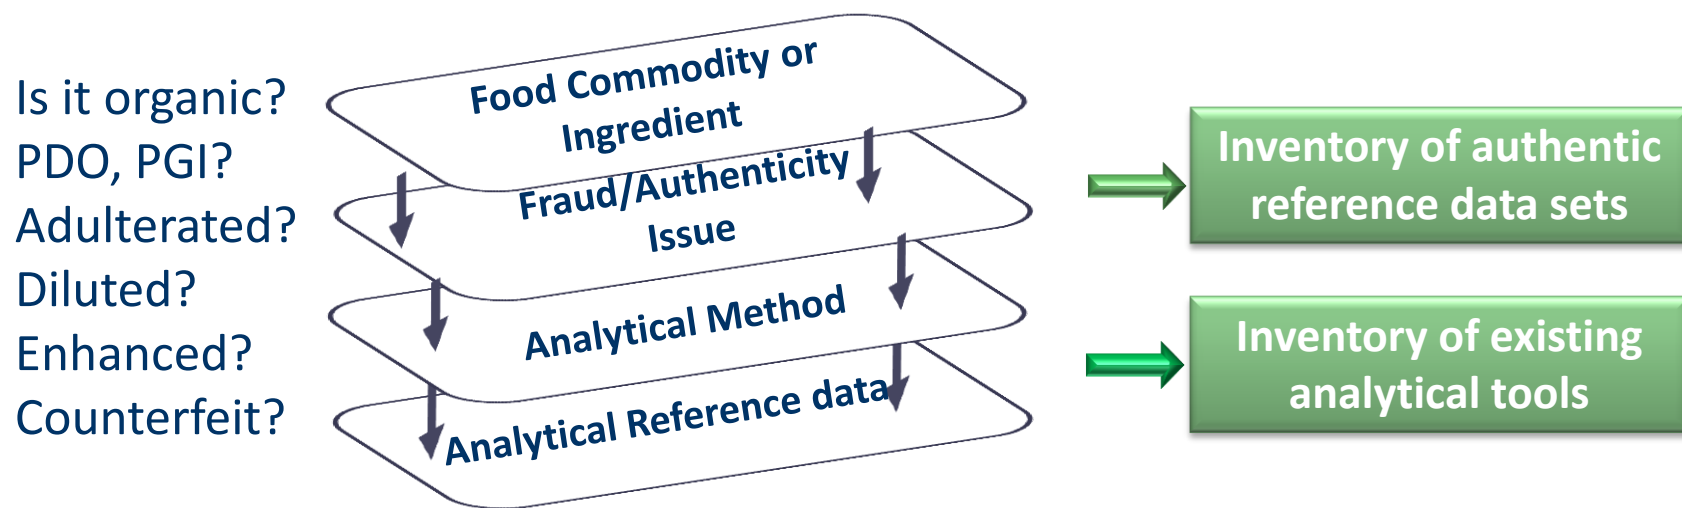 Is it organic?
PDO, PGI?
Adulterated?
Diluted?
Enhanced?
Counterfeit?
Food Commodity or
Ingredient
Fraud/Authenticity
Issue
Analytical Method
Analytical Reference data
Inventory of authentic
reference data sets
Inventory of existing
analytical tools